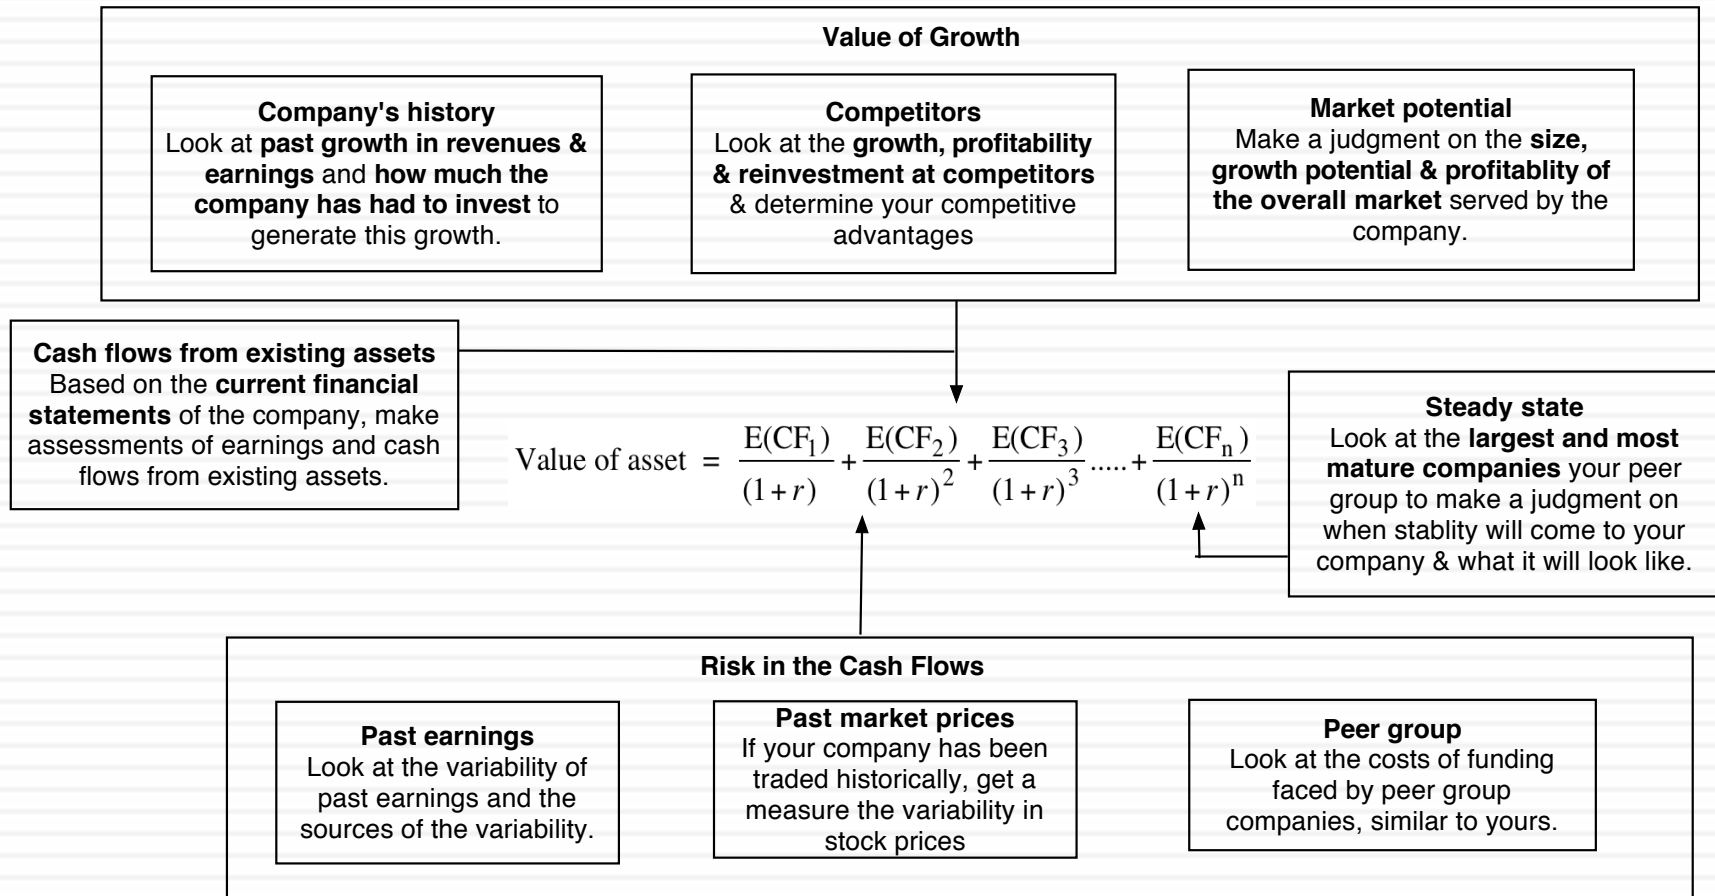 Value of Growth
Company's history
Look at past growth in revenues &
earnings and how much the
company has had to invest to
generate this growth.
Competitors
Look at the growth, profitability
& reinvestment at competitors
& determine your competitive
advantages
Market potential
Make a judgment on the size,
growth potential & profitablity of
the overall market served by the
company.
Cash flows from existing assets
Based on the current financial
statements of the company, make
assessments of earnings and cash
flows from existing assets.
Value of asset = E(CF₁)/(1+r) + E(CF₂)/(1+r)² + E(CF₃)/(1+r)³ ..... + E(CFₙ)/(1+r)ⁿ
Steady state
Look at the largest and most
mature companies your peer
group to make a judgment on
when stablity will come to your
company & what it will look like.
Risk in the Cash Flows
Past earnings
Look at the variability of
past earnings and the
sources of the variability.
Past market prices
If your company has been
traded historically, get a
measure the variability in
stock prices
Peer group
Look at the costs of funding
faced by peer group
companies, similar to yours.